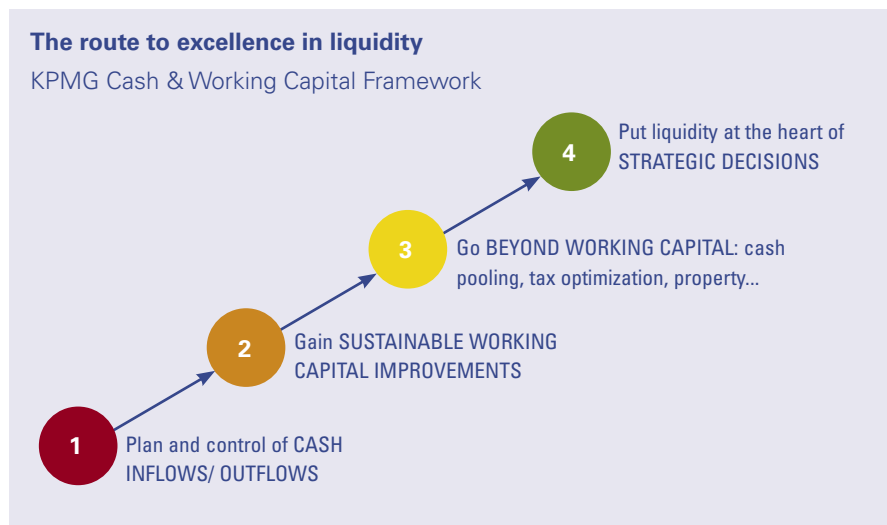 The route to excellence in liquidity
KPMG Cash & Working Capital Framework
4
Put liquidity at the heart of
STRATEGIC DECISIONS
3
Go BEYOND WORKING CAPITAL: cash
pooling, tax optimization, property...
2
Gain SUSTAINABLE WORKING
CAPITAL IMPROVEMENTS
1
Plan and control of CASH
INFLOWS/ OUTFLOWS